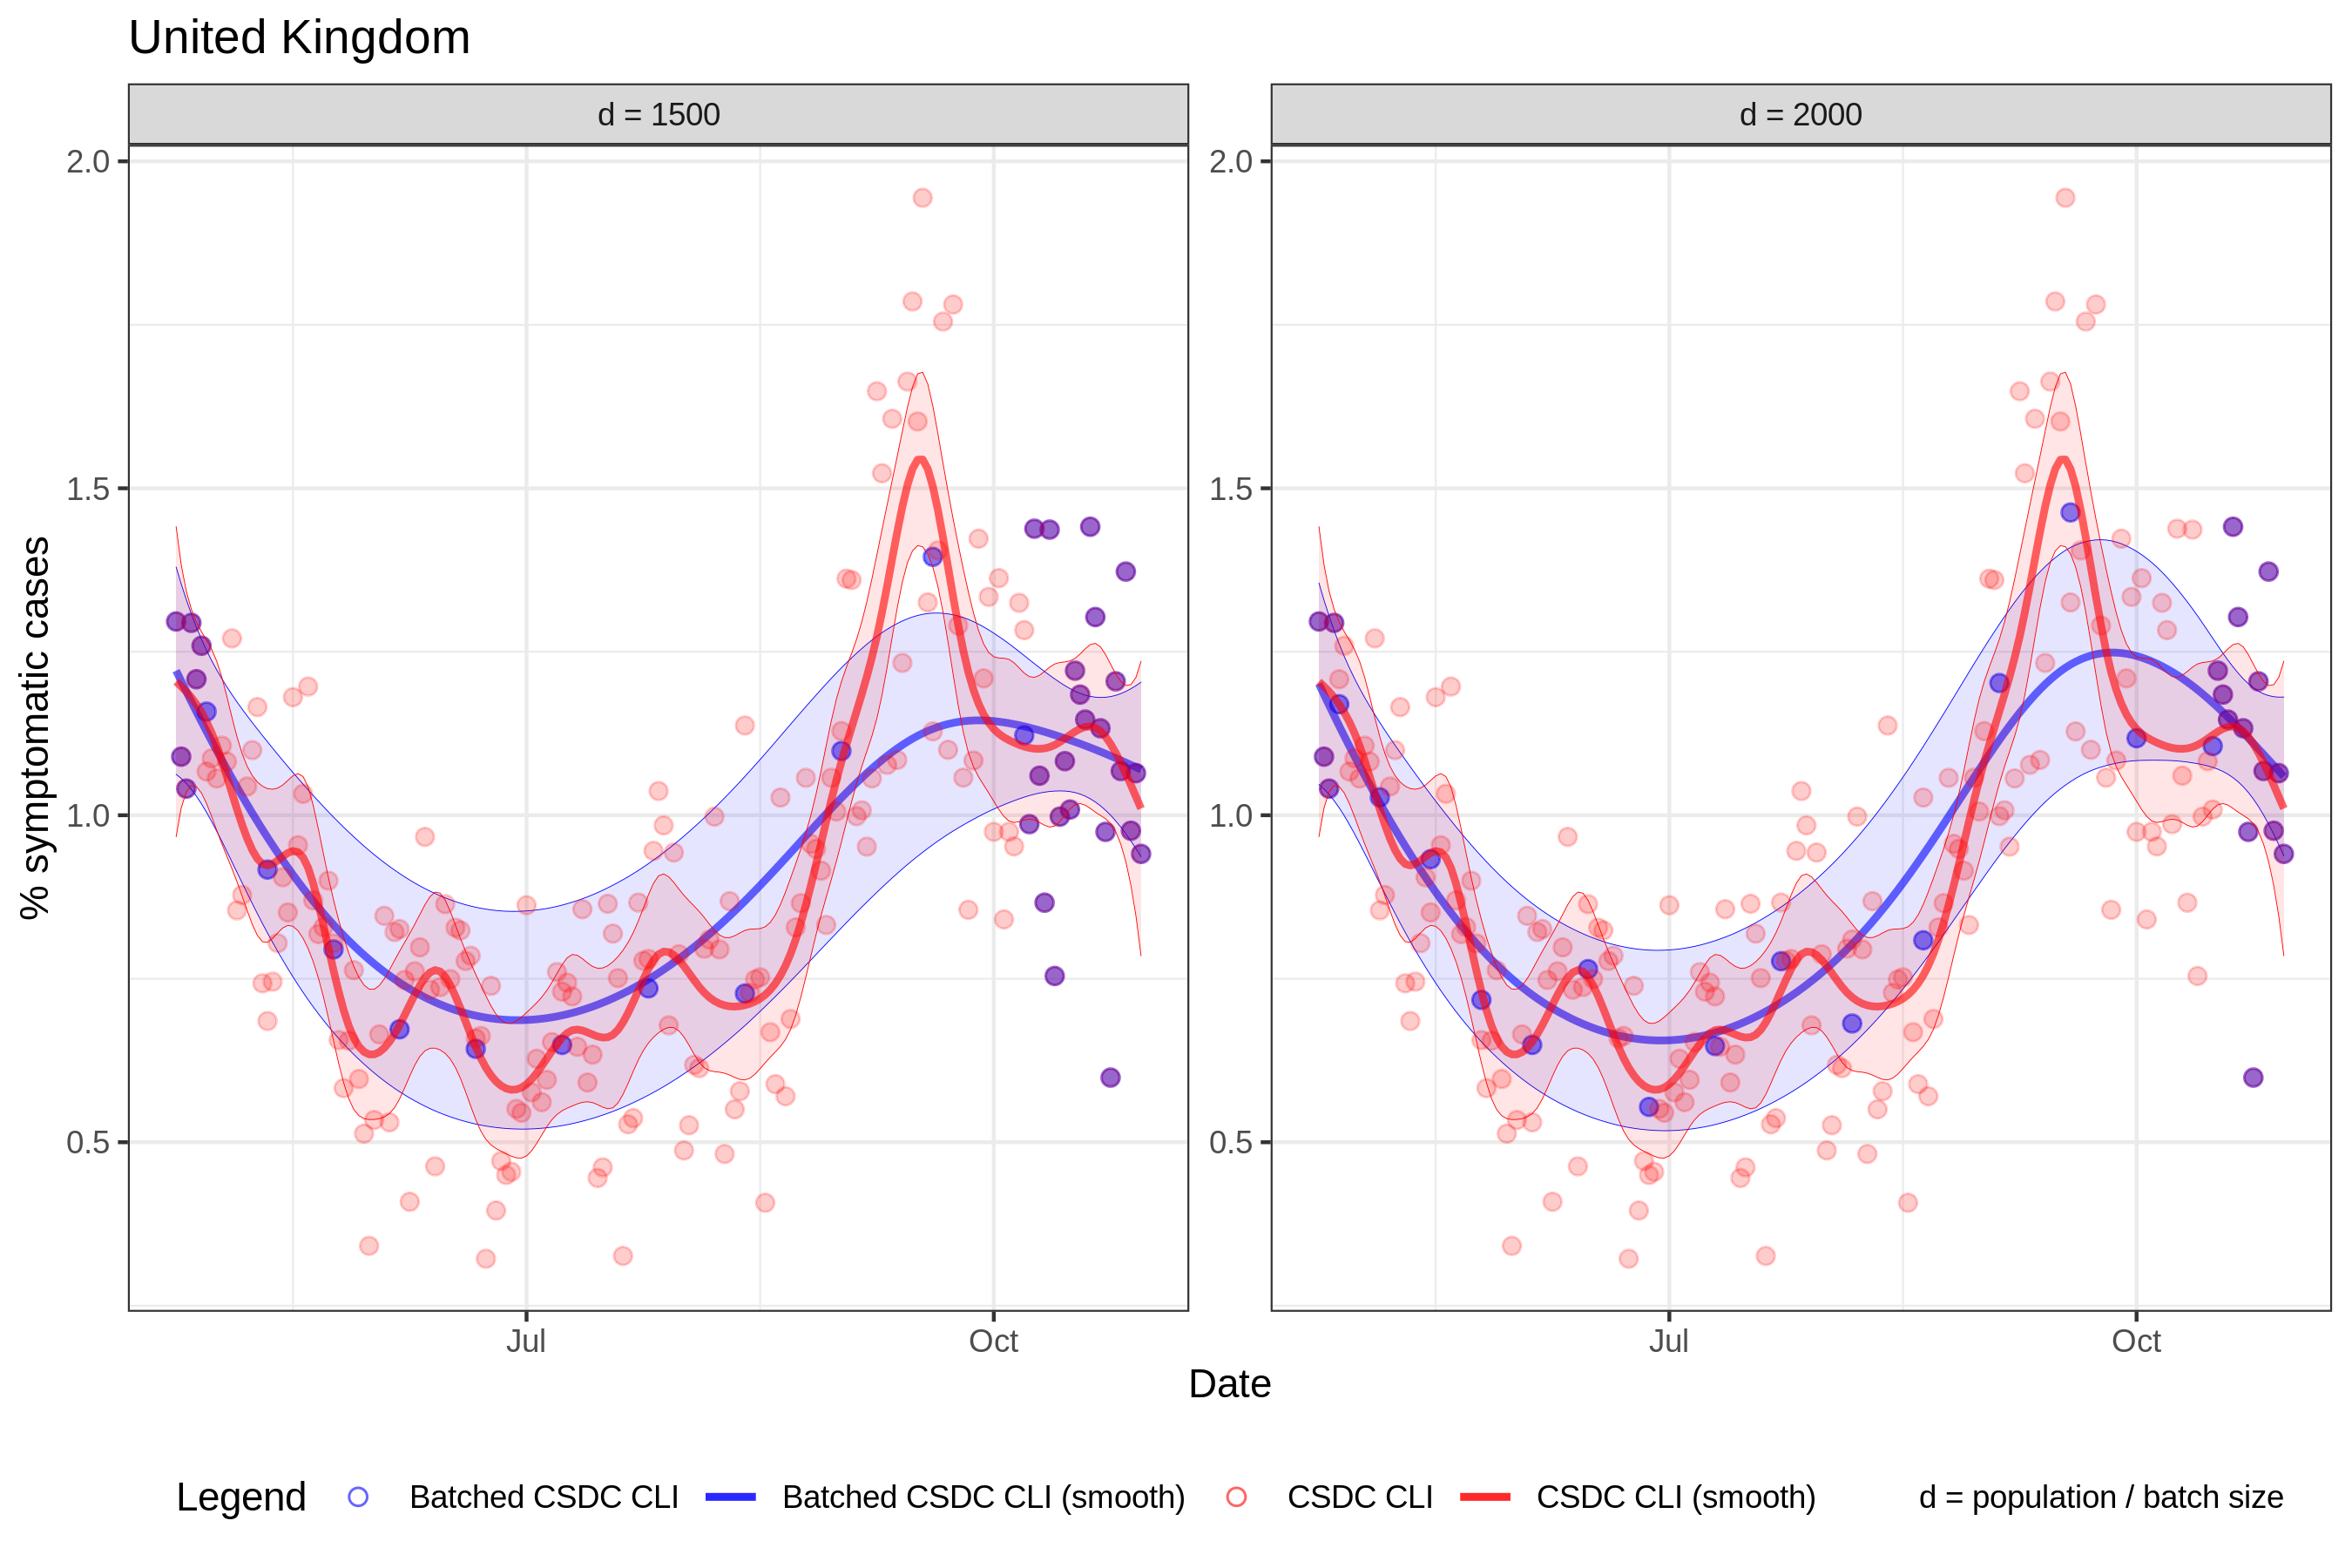 United Kingdom
d = 1500
d = 2000
% symptomatic cases
2.0
1.5
1.0
0.5
2.0
1.5
1.0
0.5
Jul
Oct
Jul
Oct
Date
Legend
Batched CSDC CLI
Batched CSDC CLI (smooth)
CSDC CLI
CSDC CLI (smooth)
d = population / batch size